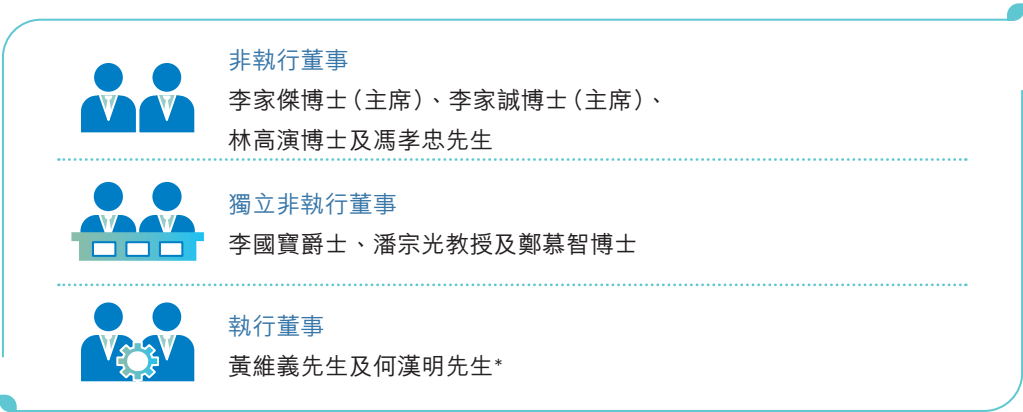 非執行董事
李家傑博士（主席）、李家誠博士（主席）、
林高演博士及馮孝忠先生
獨立非執行董事
李國寶爵士、潘宗光教授及鄭慕智博士
執行董事
黃維義先生及何漢明先生*